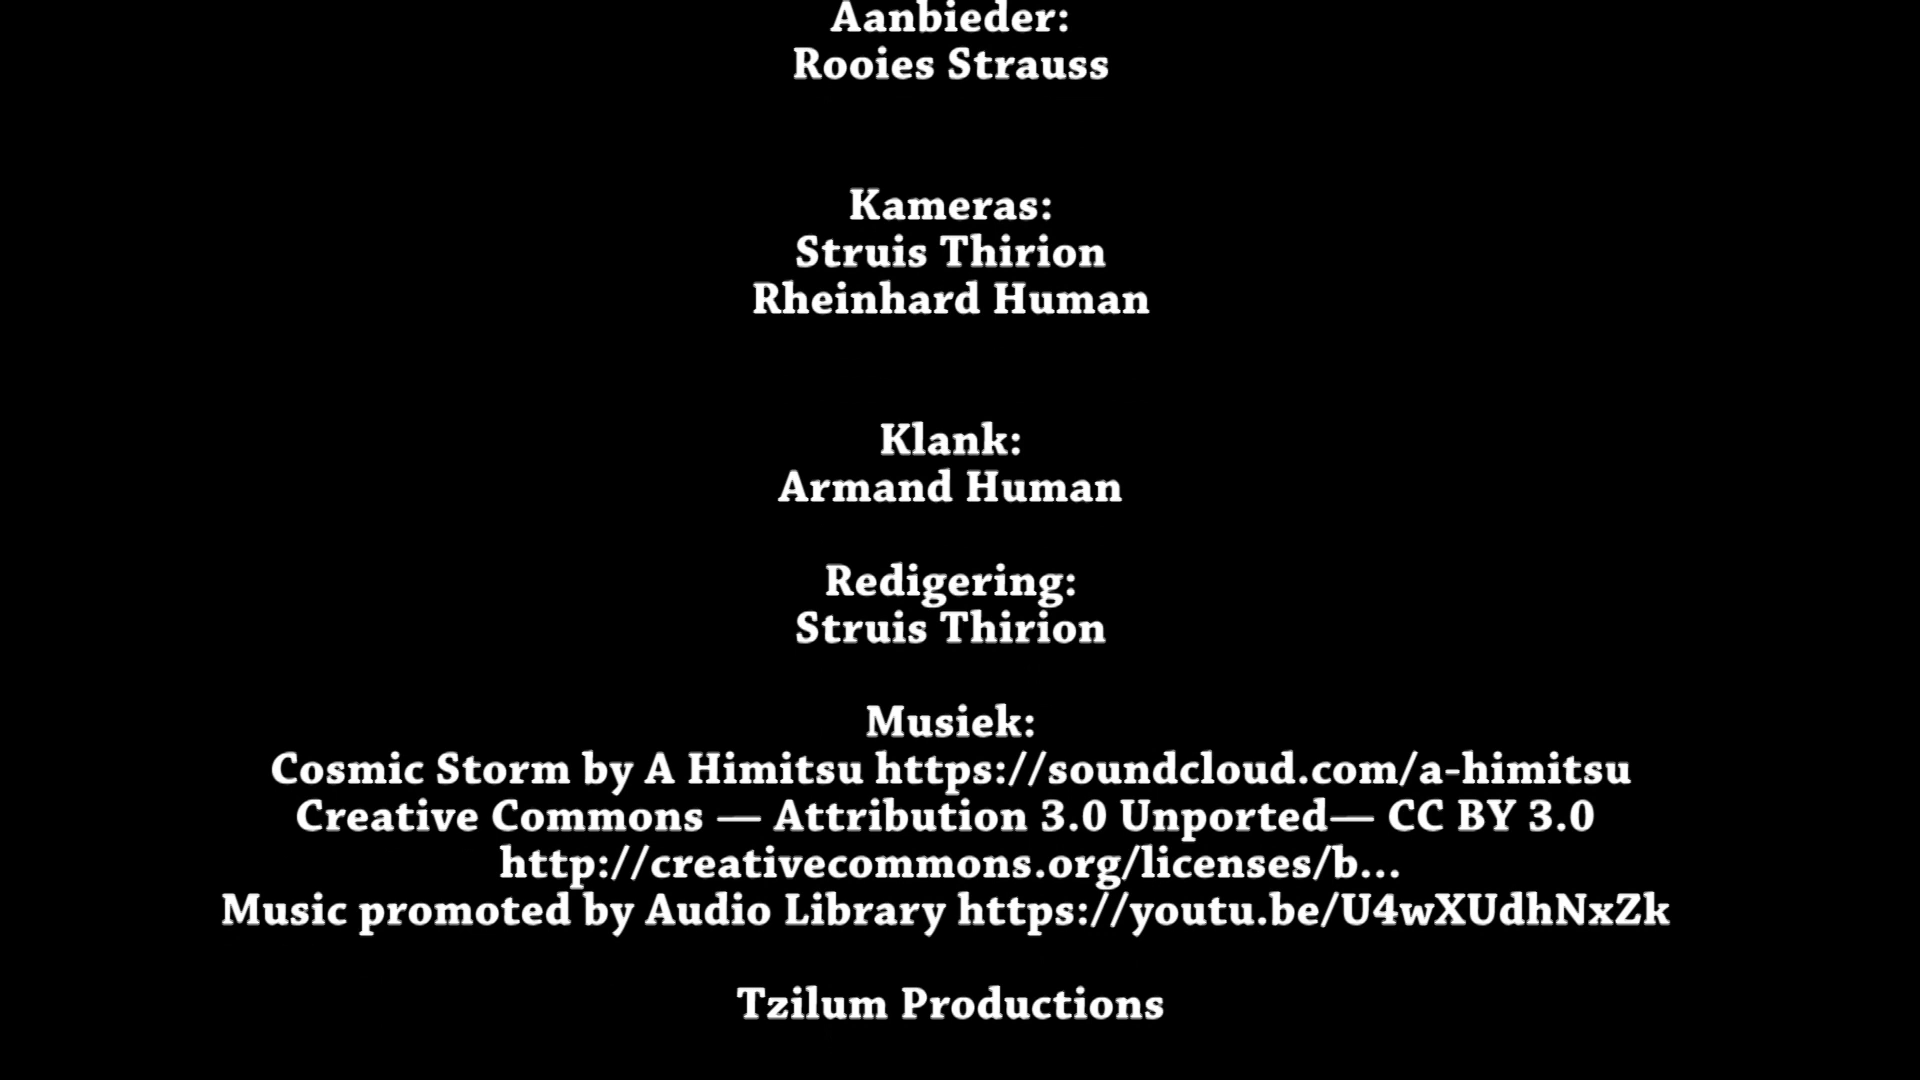 Aanbieder:
Rooies Strauss
Kameras:
Struis Thirion
Rheinhard Human
Klank:
Armand Human
Redigering:
Struis Thirion
Musiek:
Cosmic Storm by A Himitsu https://soundcloud.com/a-himitsu
Creative Commons — Attribution 3.0 Unported— CC BY 3.0
http://creativecommons.org/licenses/b...
Music promoted by Audio Library https://youtu.be/U4wXUdhNxZk
Tzilum Productions